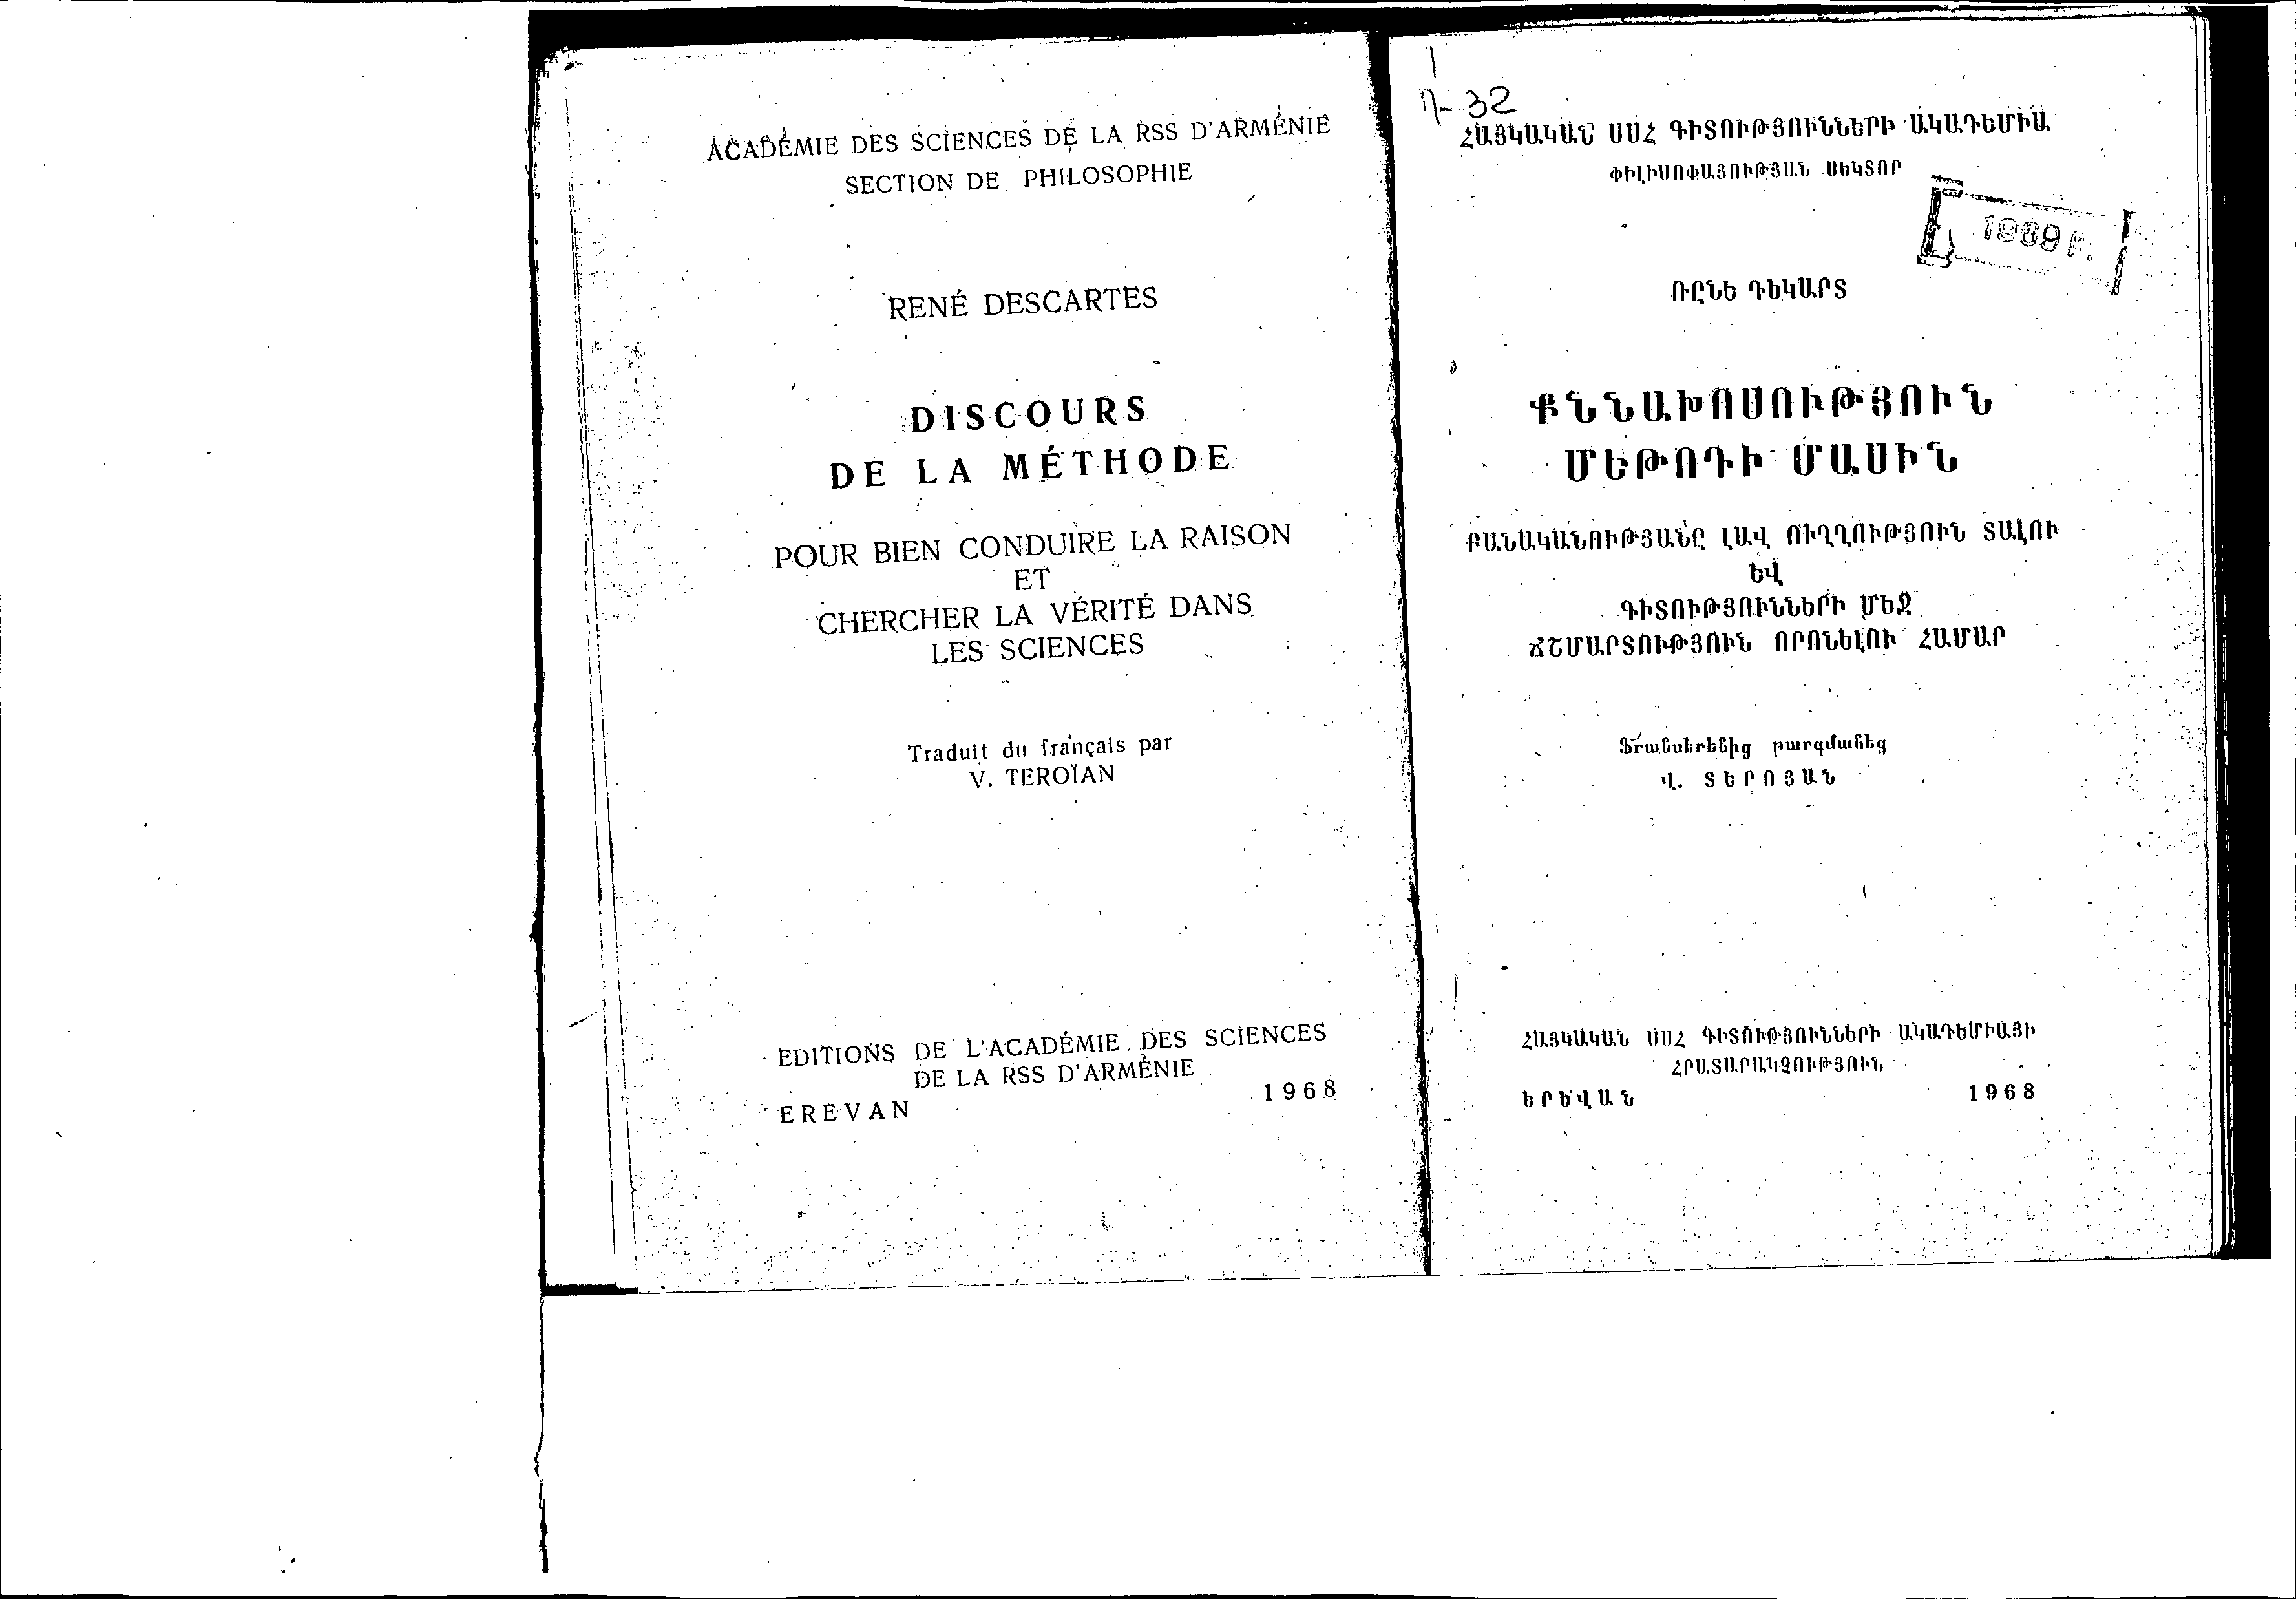 ACADÉMIE DES SCIENCES DE LA RSS D'ARMÉNIE
SECTION DE PHILOSOPHIE
RENÉ DESCARTES
DISCOURS
DE LA MÉTHODE
POUR BIEN CONDUIRE LA RAISON
ET
CHERCHER LA VÉRITÉ DANS
LES SCIENCES
Traduit du français par
V. TEROÏAN
EDITIONS DE L'ACADÉMIE DES SCIENCES
DE LA RSS D'ARMÉNIE
EREVAN 1968
Դ-32
ՀԱՅԿԱԿԱՆ ՍՍՀ ԳԻՏՈՒԹՅՈՒՆՆԵՐԻ ԱԿԱԴԵՄԻԱ
ՓԻԼԻՍՈՓԱՅՈՒԹՅԱՆ ՍԵԿՏՈՐ
1989 г.
ՌԸՆԵ ԴԵԿԱՐՏ
ՔՆՆԱԽՈՍՈՒԹՅՈՒՆ
ՄԵԹՈԴԻ ՄԱՍԻՆ
ԲԱՆԱԿԱՆՈՒԹՅԱՆԸ ԼԱՎ ՈՒՂՂՈՒԹՅՈՒՆ ՏԱԼՈՒ
ԵՎ
ԳԻՏՈՒԹՅՈՒՆՆԵՐԻ ՄԵՋ
ՃՇՄԱՐՏՈՒԹՅՈՒՆ ՈՐՈՆԵԼՈՒ ՀԱՄԱՐ
Ֆրանսերենից թարգմանեց
Վ. ՏԵՐՈՅԱՆ
ՀԱՅԿԱԿԱՆ ՍՍՀ ԳԻՏՈՒԹՅՈՒՆՆԵՐԻ ԱԿԱԴԵՄԻԱՅԻ
ՀՐԱՏԱՐԱԿՉՈՒԹՅՈՒՆ
ԵՐԵՎԱՆ 1968